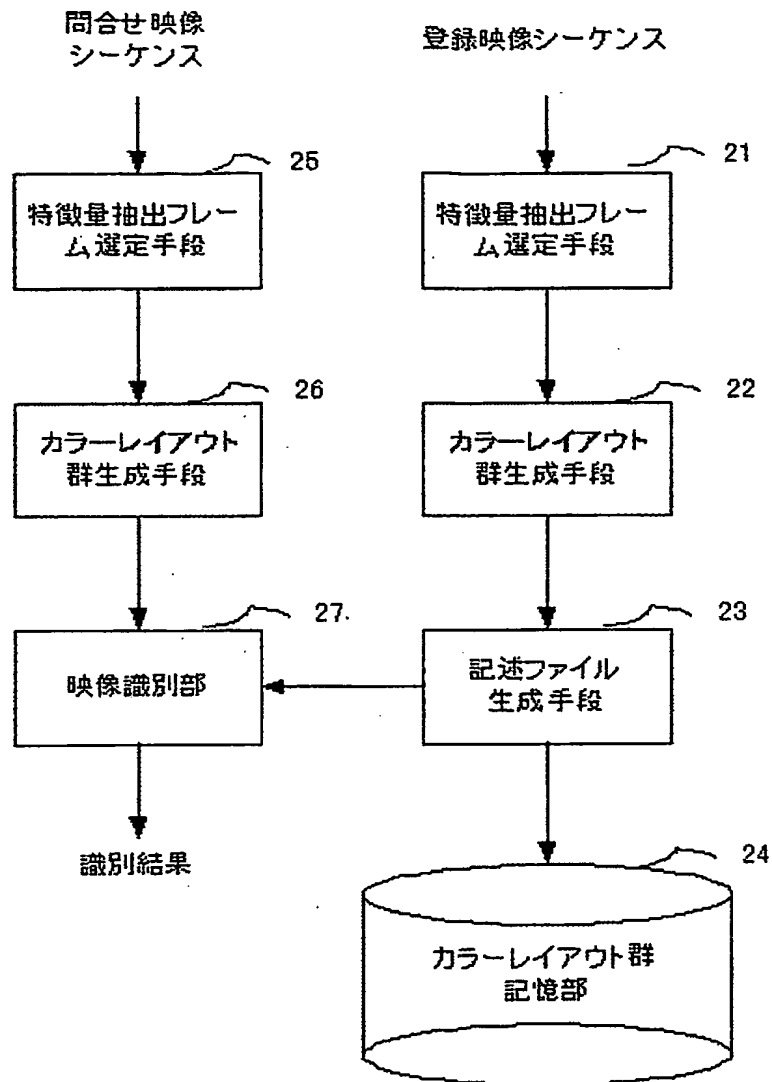 問合せ映像
シーケンス
登録映像シーケンス
25
21
特徴量抽出フレー
ム選定手段
特徴量抽出フレー
ム選定手段
26
22
カラーレイアウト
群生成手段
カラーレイアウト
群生成手段
27
23
映像識別部
記述ファイル
生成手段
識別結果
24
カラーレイアウト群
記憶部